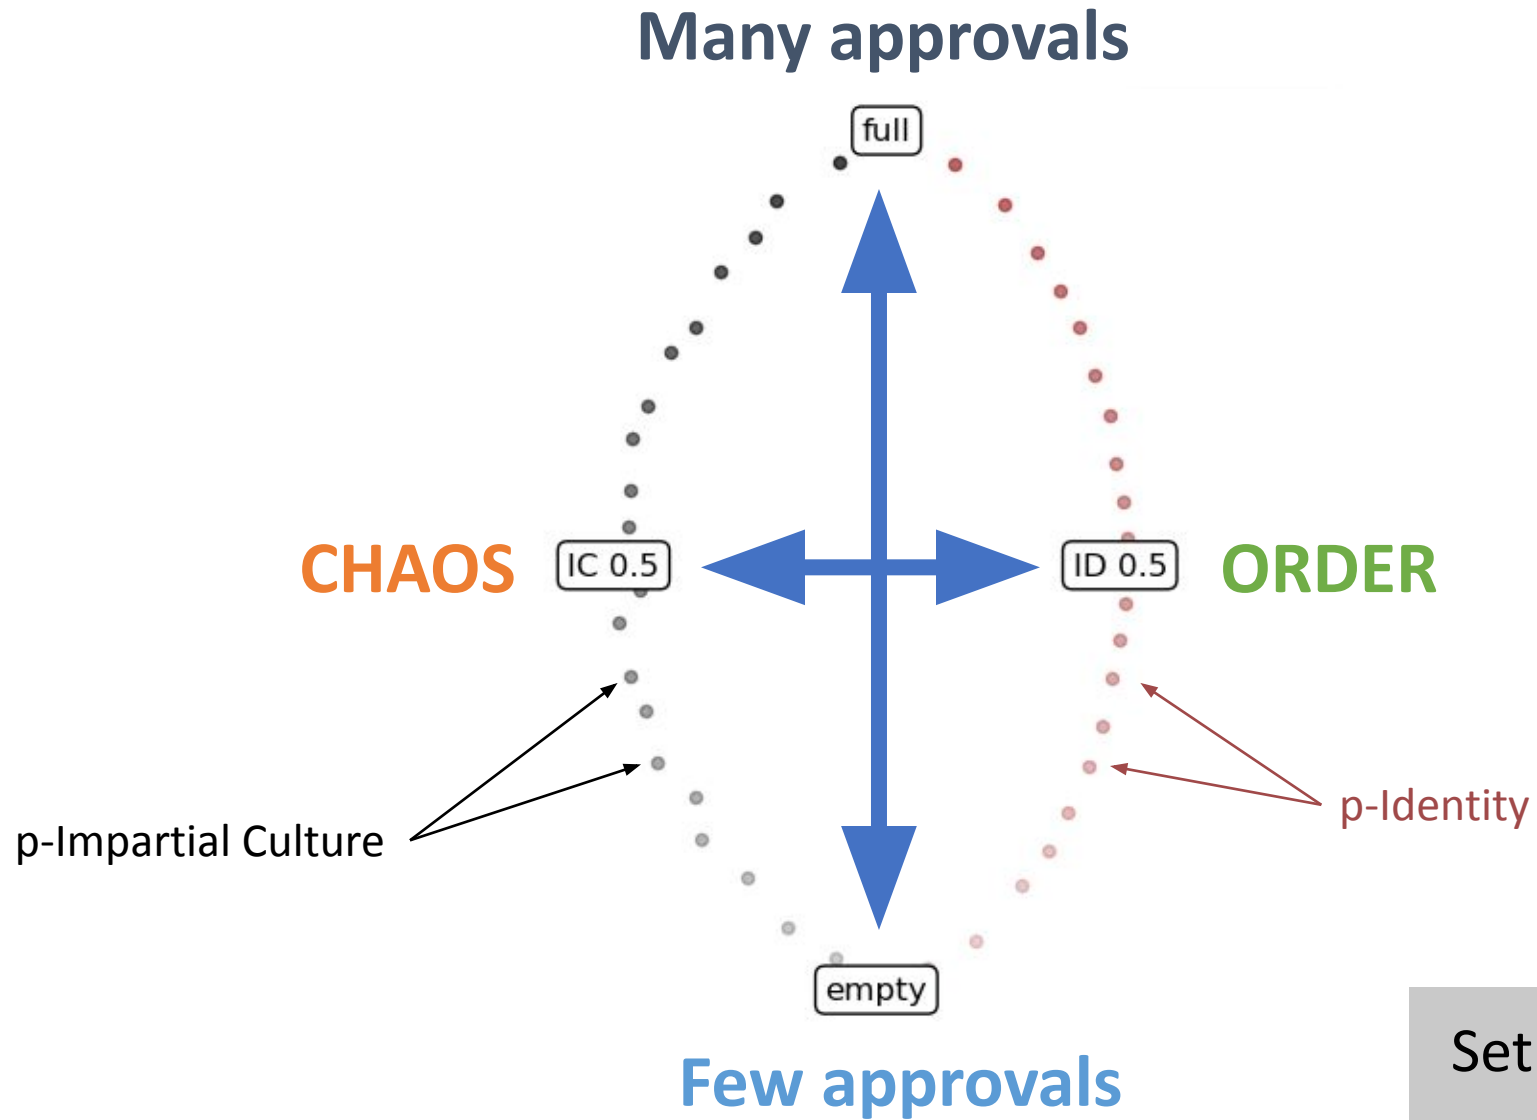 Many approvals
full
CHAOS
IC 0.5
ID 0.5
ORDER
p-Impartial Culture
p-Identity
empty
Set
Few approvals